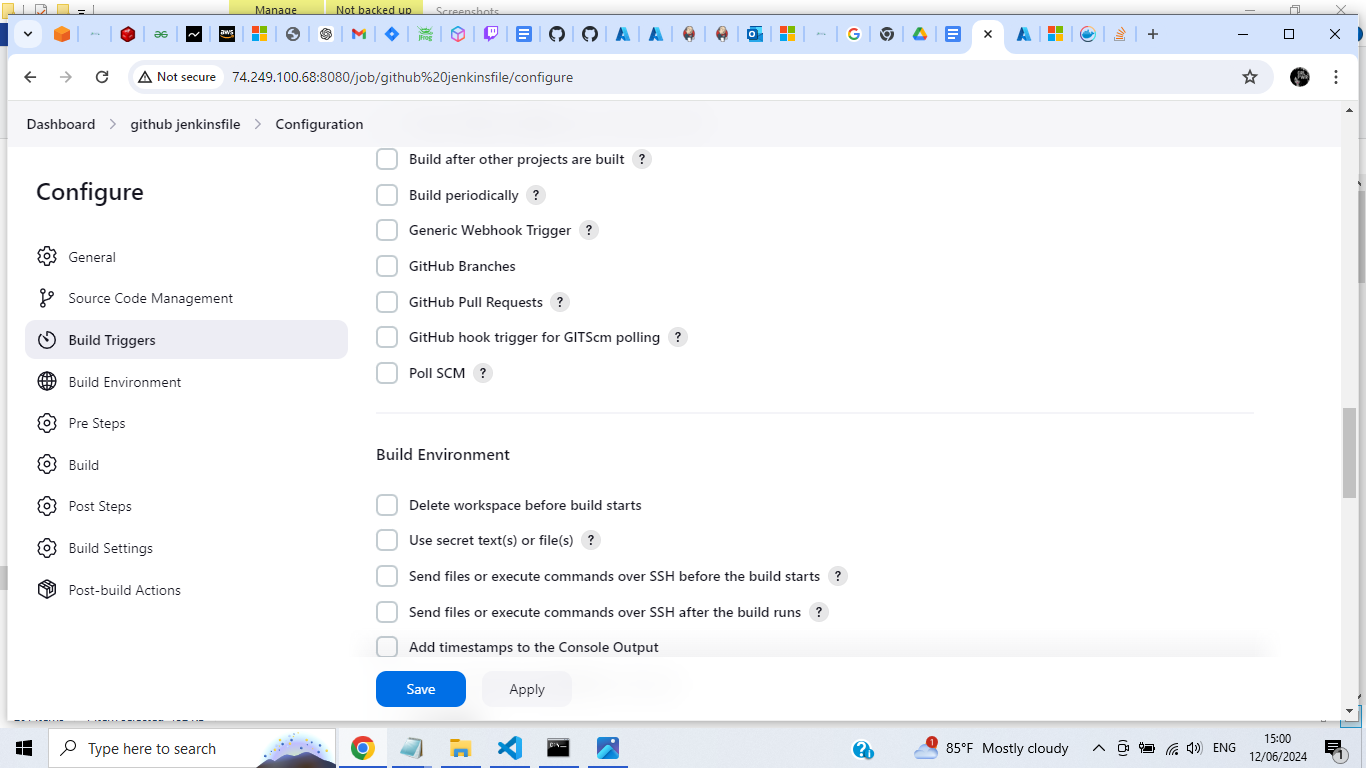 Manage
Not backed up
Screenshots
Not secure
74.249.100.68:8080/job/github%20jenkinsfile/configure
Dashboard
github jenkinsfile
Configuration
Configure
General
Source Code Management
Build Triggers
Build Environment
Pre Steps
Build
Post Steps
Build Settings
Post-build Actions
Build after other projects are built ?
Build periodically ?
Generic Webhook Trigger ?
GitHub Branches
GitHub Pull Requests ?
GitHub hook trigger for GITScm polling ?
Poll SCM ?
Build Environment
Delete workspace before build starts
Use secret text(s) or file(s) ?
Send files or execute commands over SSH before the build starts ?
Send files or execute commands over SSH after the build runs ?
Add timestamps to the Console Output
Save
Apply
Type here to search
1
85°F Mostly cloudy
ENG
15:00
12/06/2024
1